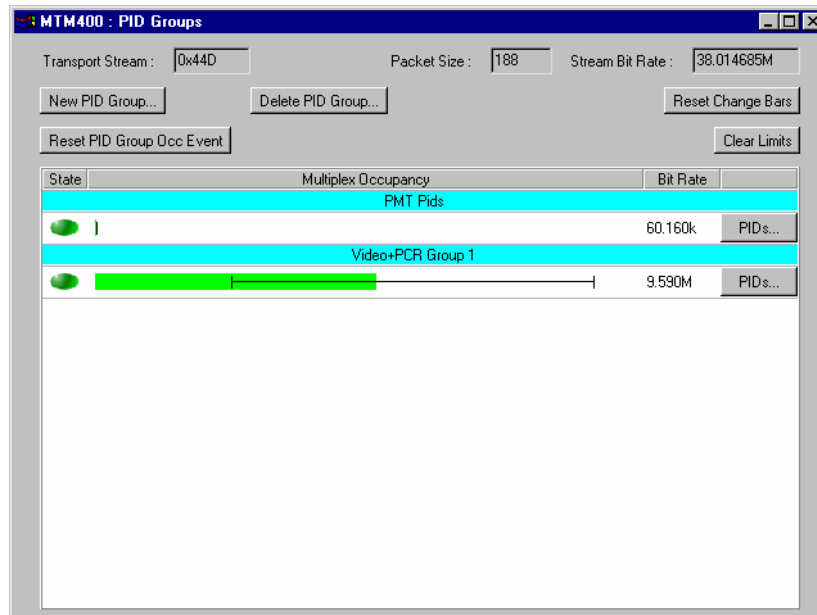 MTM400 : PID Groups
Transport Stream : 0x44D Packet Size : 188 Stream Bit Rate : 38.014685M
New PID Group... Delete PID Group... Reset Change Bars
Reset PID Group Occ Event Clear Limits
State Multiplex Occupancy Bit Rate
PMT Pids
60.160k PIDs...
Video+PCR Group 1
9.590M PIDs...